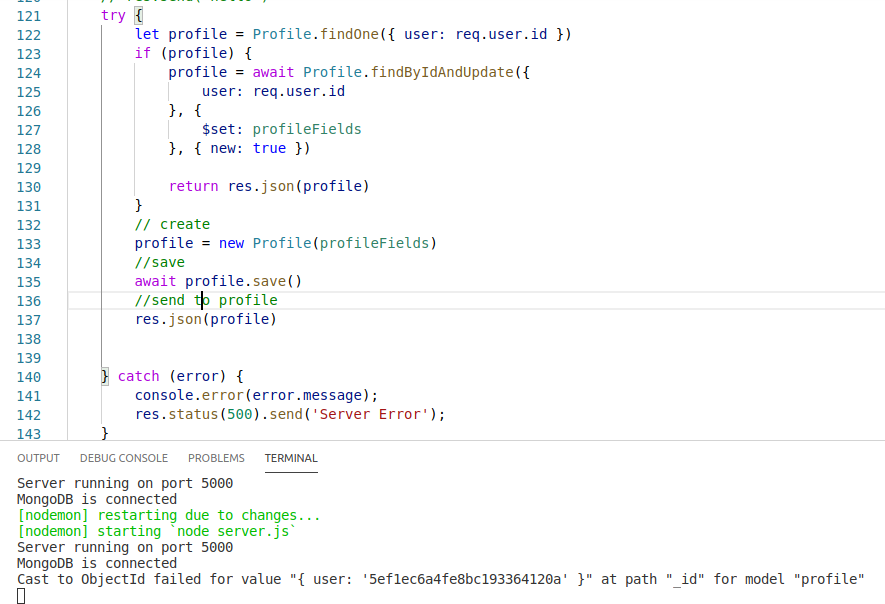 121 try {
122 let profile = Profile.findOne({ user: req.user.id })
123 if (profile) {
124 profile = await Profile.findByIdAndUpdate({
125 user: req.user.id
126 }, {
127 $set: profileFields
128 }, { new: true })
129
130 return res.json(profile)
131 }
132 // create
133 profile = new Profile(profileFields)
134 //save
135 await profile.save()
136 //send to profile
137 res.json(profile)
138
139
140 } catch (error) {
141 console.error(error.message);
142 res.status(500).send('Server Error');
143 }
OUTPUT DEBUG CONSOLE PROBLEMS TERMINAL
Server running on port 5000
MongoDB is connected
[nodemon] restarting due to changes...
[nodemon] starting `node server.js`
Server running on port 5000
MongoDB is connected
Cast to ObjectId failed for value "{ user: '5ef1ec6a4fe8bc193364120a' }" at path "_id" for model "profile"